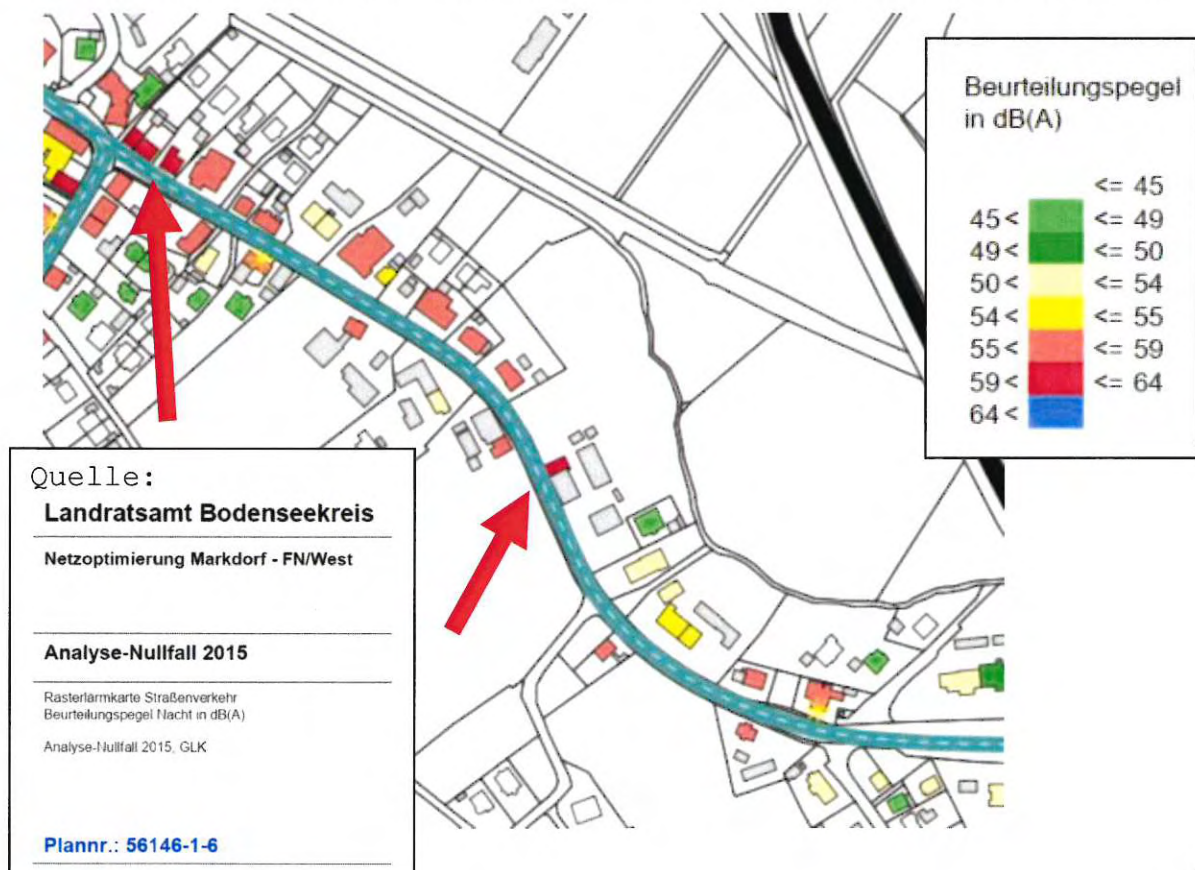 Beurteilungspegel
in dB(A)
<= 45
45< <= 49
49< <= 50
50< <= 54
54< <= 55
55< <= 59
59< <= 64
64<
Quelle:
Landratsamt Bodenseekreis
Netzoptimierung Markdorf - FN/West
Analyse-Nullfall 2015
Rasterlärmkarte Straßenverkehr
Beurteilungspegel Nacht in dB(A)
Analyse-Nullfall 2015, GLK
Plannr.: 56146-1-6